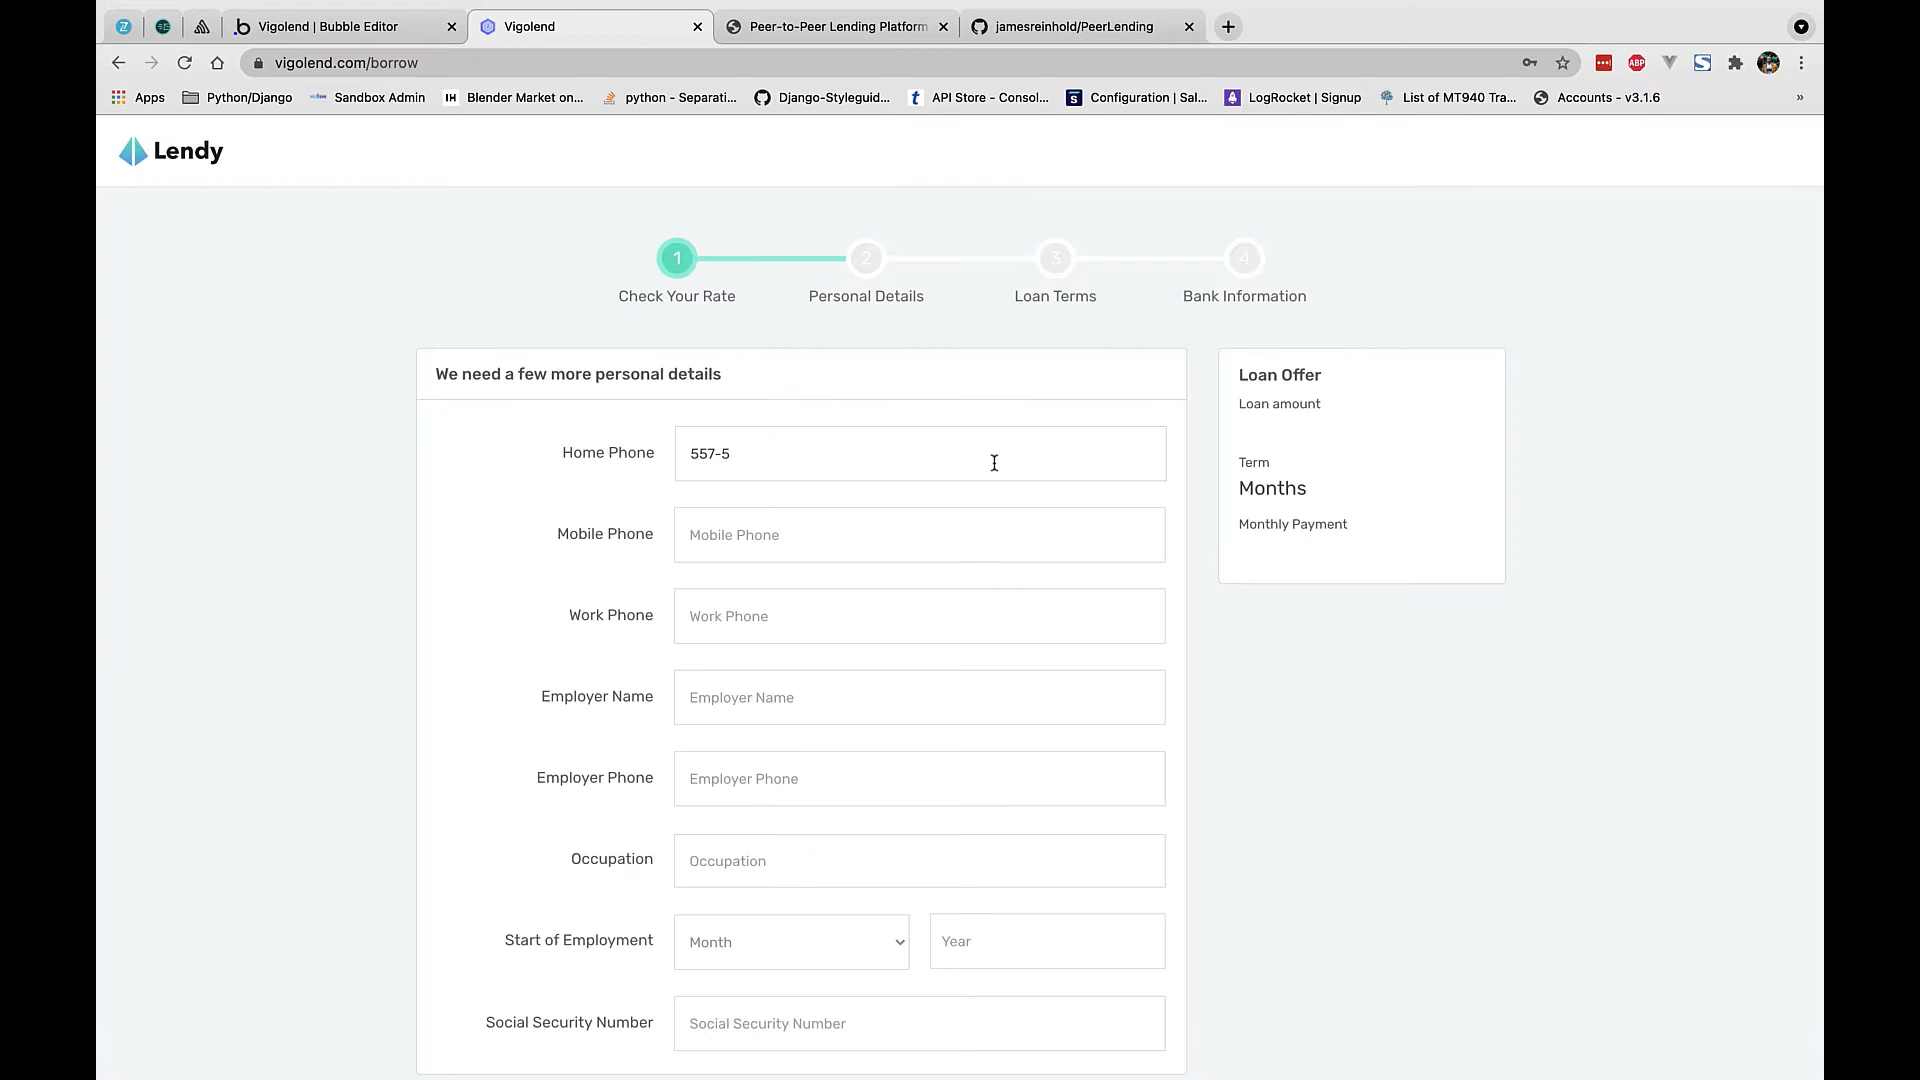 Vigolend | Bubble Editor
Vigolend
Peer-to-Peer Lending Platform
jamesreinhold/PeerLending
vigolend.com/borrow
ABP
Apps
Python/Django
Sandbox Admin
IH Blender Market on...
python - Separati...
Django-Styleguid...
t API Store - Consol...
S Configuration | Sal...
LogRocket | Signup
List of MT940 Tra...
Accounts - v3.1.6
»
Lendy
1
2
3
4
Check Your Rate
Personal Details
Loan Terms
Bank Information
We need a few more personal details
Home Phone
557-5
Mobile Phone
Mobile Phone
Work Phone
Work Phone
Employer Name
Employer Name
Employer Phone
Employer Phone
Occupation
Occupation
Start of Employment
Month
Year
Social Security Number
Social Security Number
Loan Offer
Loan amount
Term
Months
Monthly Payment